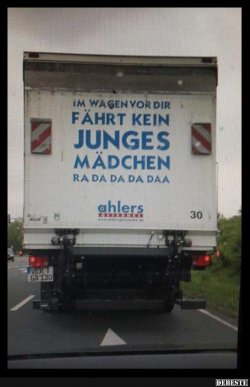 IM WAGEN VOR DIR
FÄHRT KEIN
JUNGES
MÄDCHEN
RA DA DA DA DAA
ahlers
30
DEBESTE